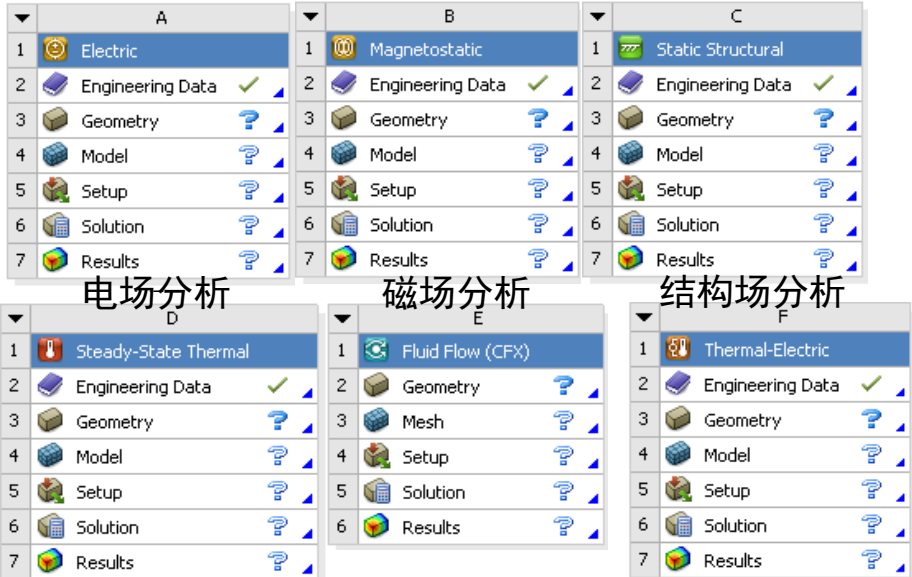 A
1 Electric
2 Engineering Data
3 Geometry
4 Model
5 Setup
6 Solution
7 Results
电场分析
B
1 Magnetostatic
2 Engineering Data
3 Geometry
4 Model
5 Setup
6 Solution
7 Results
磁场分析
C
1 Static Structural
2 Engineering Data
3 Geometry
4 Model
5 Setup
6 Solution
7 Results
结构场分析
D
1 Steady-State Thermal
2 Engineering Data
3 Geometry
4 Model
5 Setup
6 Solution
7 Results
E
1 Fluid Flow (CFX)
2 Geometry
3 Mesh
4 Setup
5 Solution
6 Results
F
1 Thermal-Electric
2 Engineering Data
3 Geometry
4 Model
5 Setup
6 Solution
7 Results